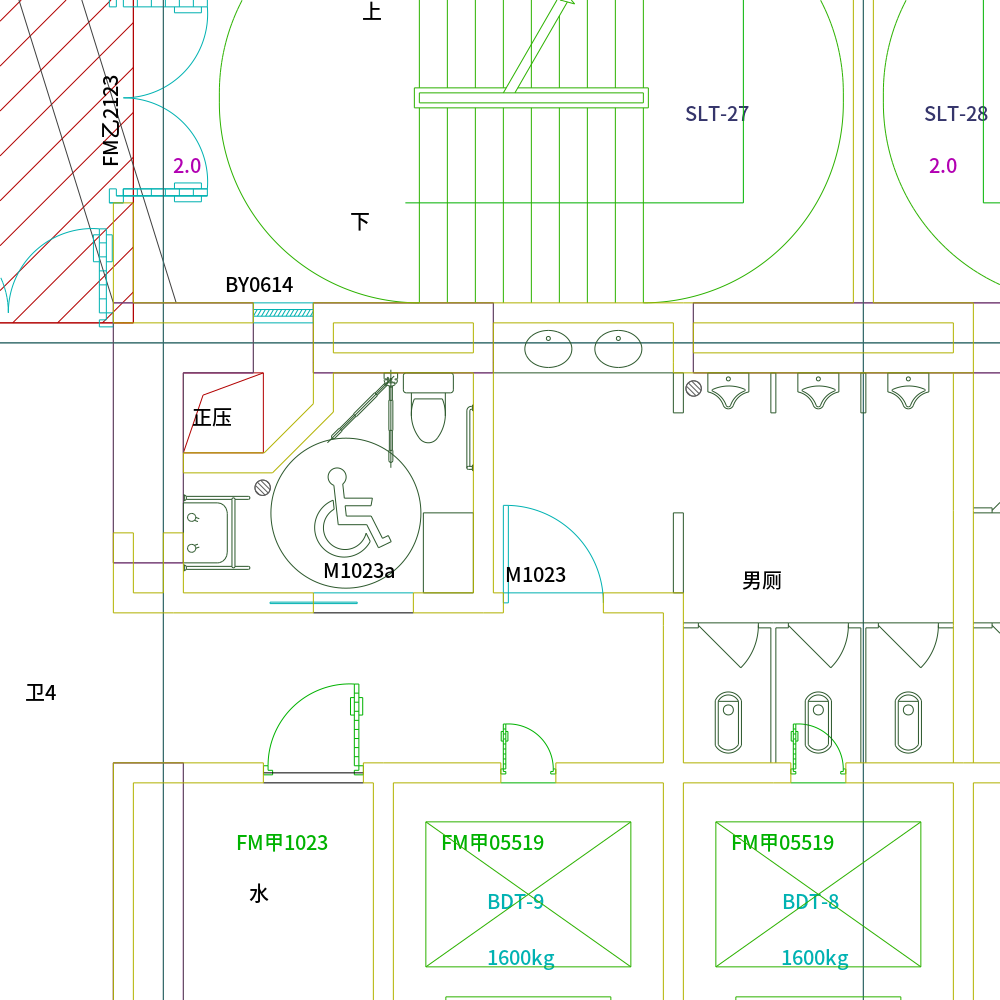 上
FM乙2123
SLT-27
SLT-28
2.0
2.0
下
BY0614
正压
M1023a
M1023
男厕
卫4
FM甲1023
FM甲05519
FM甲05519
水
BDT-9
BDT-8
1600kg
1600kg